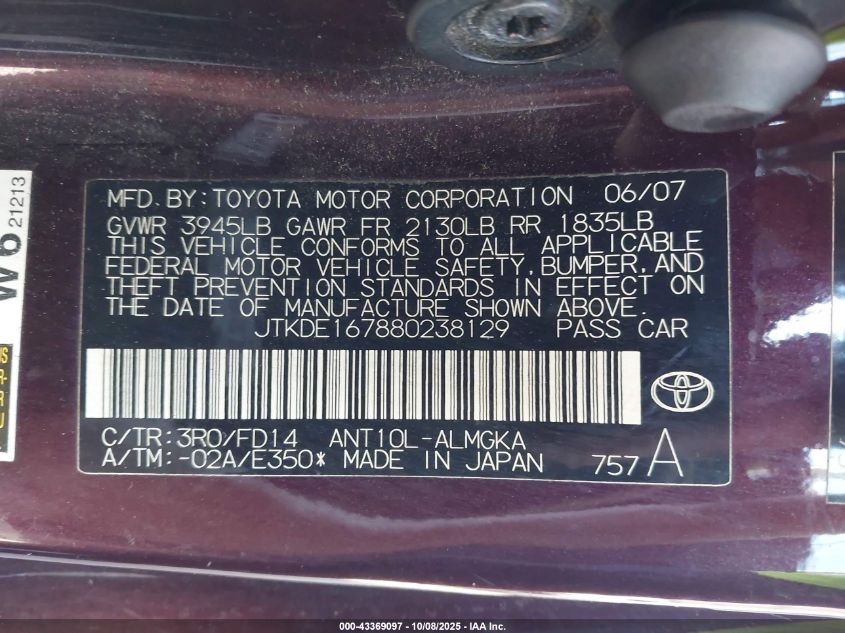 MFD. BY: TOYOTA MOTOR CORPORATION 06/07
GVWR 3945LB GAWR FR 2130LB RR 1835LB
THIS VEHICLE CONFORMS TO ALL APPLICABLE
FEDERAL MOTOR VEHICLE SAFETY, BUMPER, AND
THEFT PREVENTION STANDARDS IN EFFECT ON
THE DATE OF MANUFACTURE SHOWN ABOVE.
JTKDE167880238129 PASS CAR
C/TR: 3R0/FD14 ANT10L-ALMGKA
A/TM: -02A/E350* MADE IN JAPAN 757 A
W6
21213
000-43369097 - 10/08/2025 - IAA Inc.